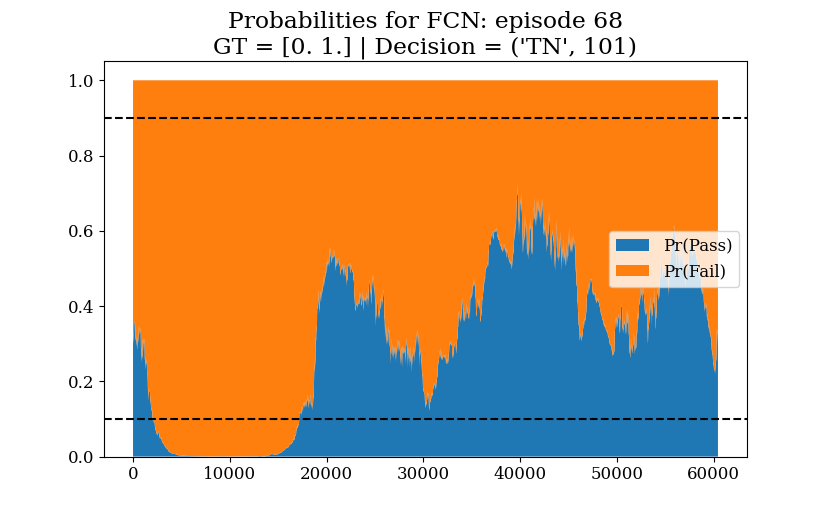 Probabilities for FCN: episode 68
GT = [0. 1.] | Decision = ('TN', 101)
1.0
0.8
0.6
0.4
0.2
0.0
Pr(Pass)
Pr(Fail)
0 10000 20000 30000 40000 50000 60000